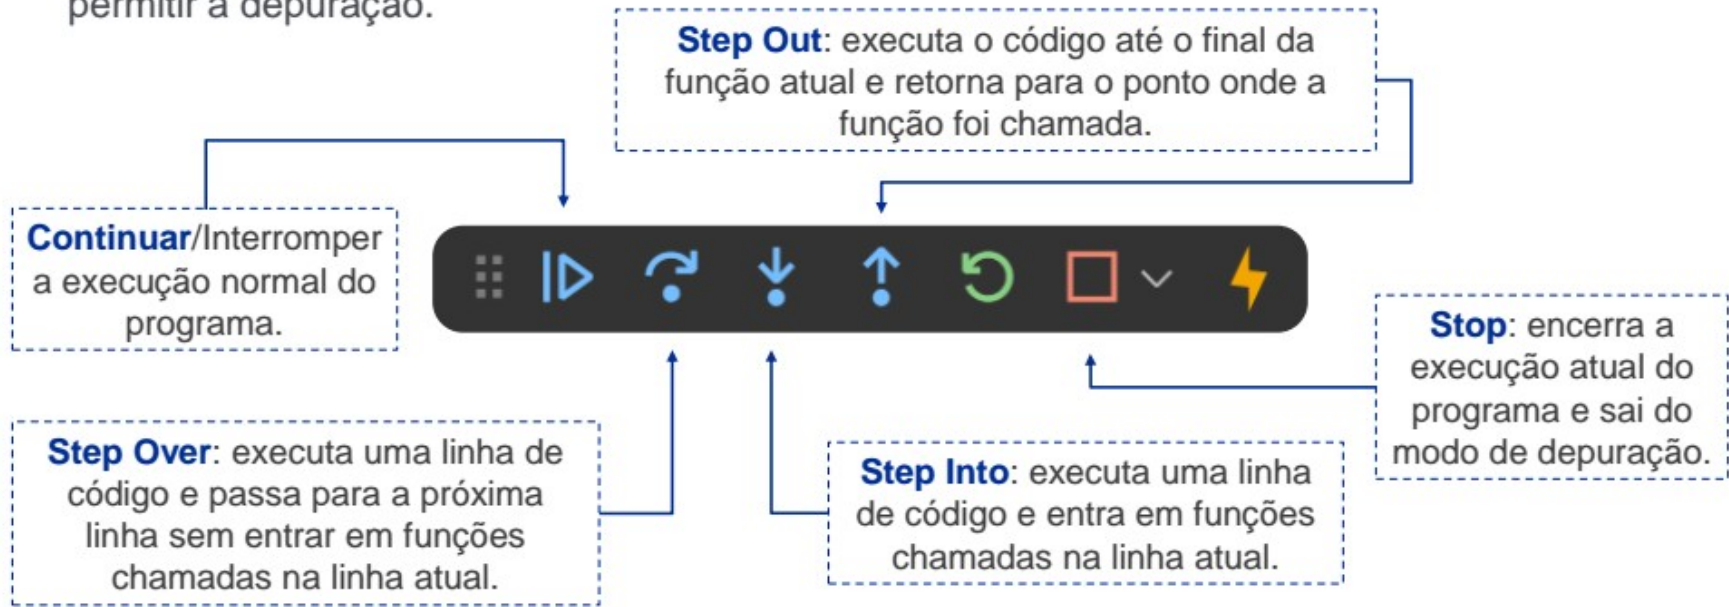 permitir a depuração.
Step Out: executa o código até o final da
função atual e retorna para o ponto onde a
função foi chamada.
Continuar/Interromper
a execução normal do
programa.
Stop: encerra a
execução atual do
programa e sai do
modo de depuração.
Step Over: executa uma linha de
código e passa para a próxima
linha sem entrar em funções
chamadas na linha atual.
Step Into: executa uma linha
de código e entra em funções
chamadas na linha atual.